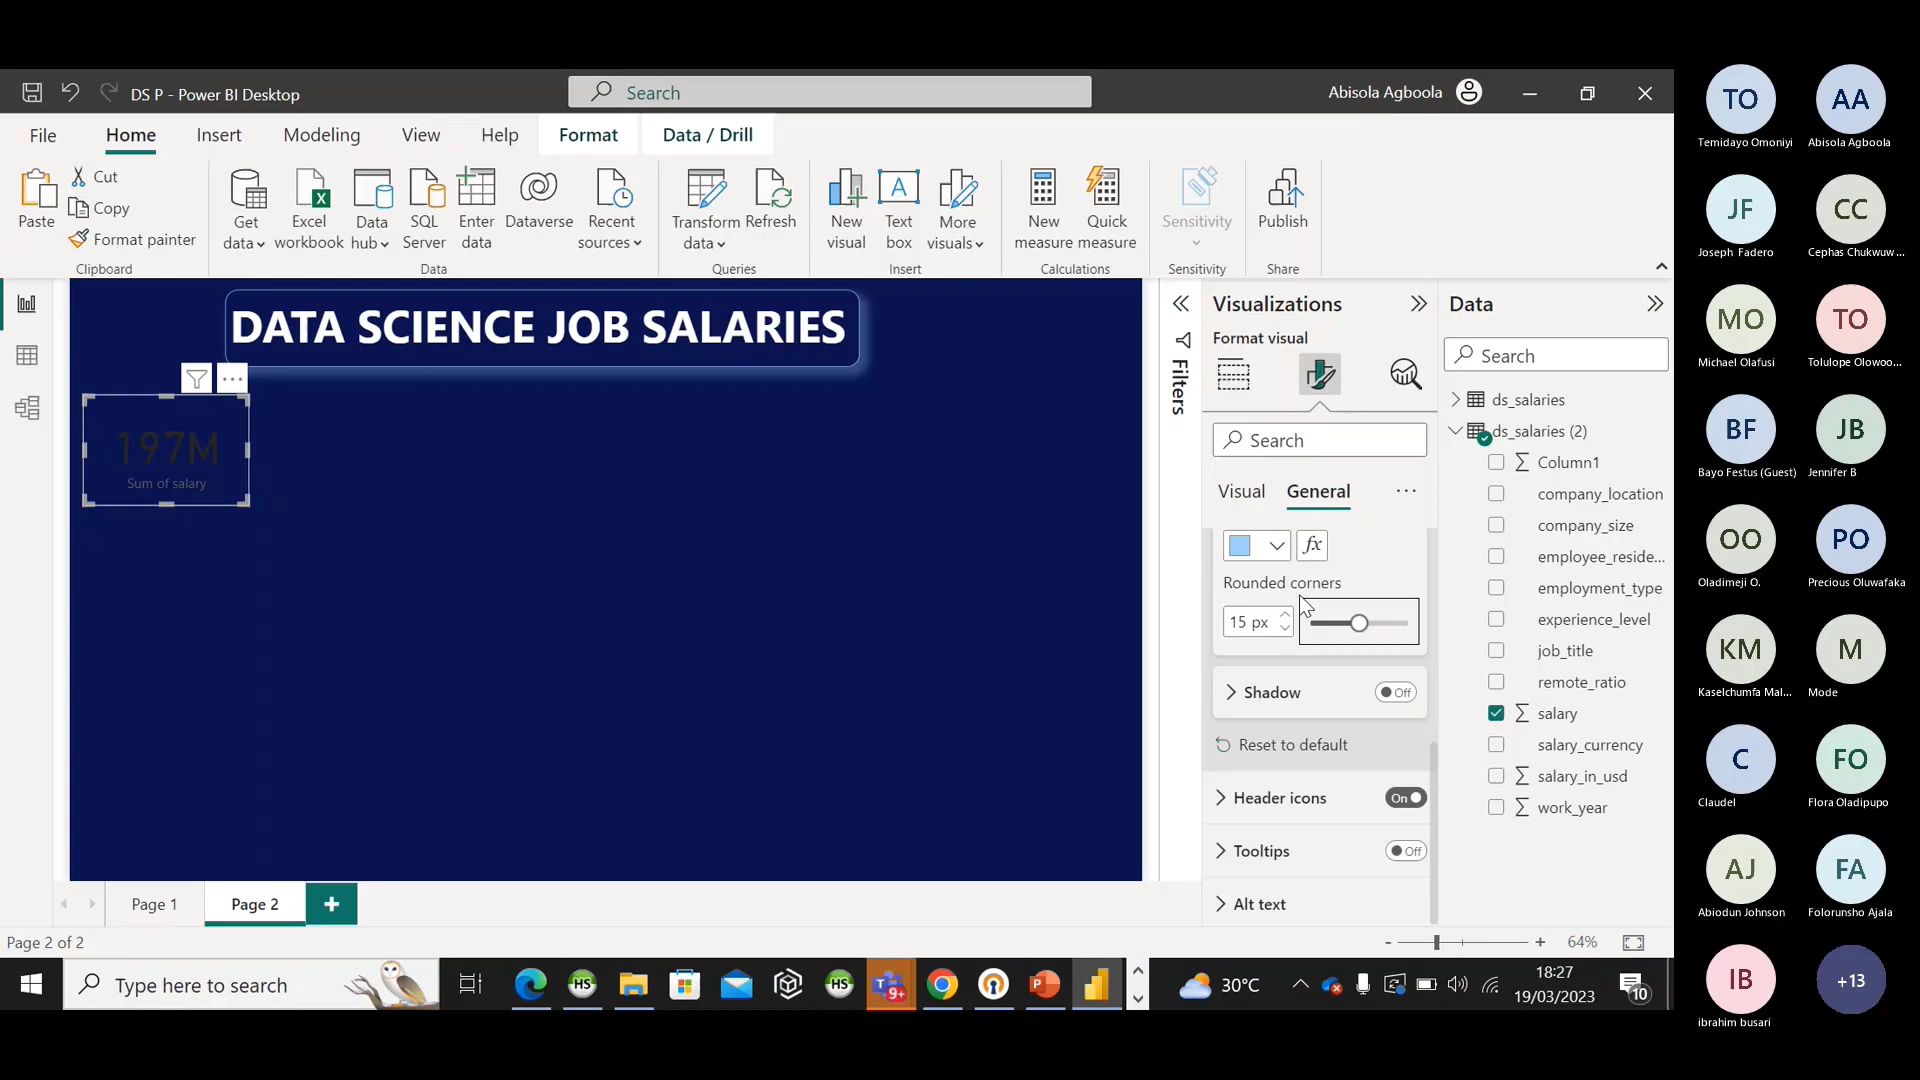 DS P - Power BI Desktop
Search
Abisola Agboola
File
Home
Insert
Modeling
View
Help
Format
Data / Drill
Paste
Cut
Copy
Format painter
Clipboard
Get data
Excel workbook
Data hub
SQL Server
Enter data
Dataverse
Recent sources
Data
Transform data
Refresh
Queries
New visual
Text box
More visuals
Insert
New measure
Quick measure
Calculations
Sensitivity
Sensitivity
Publish
Share
DATA SCIENCE JOB SALARIES
197M
Sum of salary
Filters
Visualizations
Format visual
Search
Visual
General
fx
Rounded corners
15 px
Shadow
Off
Reset to default
Header icons
On
Tooltips
Off
Alt text
Data
Search
ds_salaries
ds_salaries (2)
Column1
company_location
company_size
employee_reside...
employment_type
experience_level
job_title
remote_ratio
salary
salary_currency
salary_in_usd
work_year
Page 1
Page 2
Page 2 of 2
- + 64%
Type here to search
HS
9+
HS
P
30°C
18:27
19/03/2023
10
TO
Temidayo Omoniyi
AA
Abisola Agboola
JF
Joseph Fadero
CC
Cephas Chukwuw ...
MO
Michael Olafusi
TO
Tolulope Olowoo...
BF
Bayo Festus (Guest)
JB
Jennifer B
OO
Oladimeji O.
PO
Precious Oluwafaka
KM
Kaselchumfa Mal...
M
Mode
C
Claudel
FO
Flora Oladipupo
AJ
Abiodun Johnson
FA
Folorunsho Ajala
IB
ibrahim busari
+13